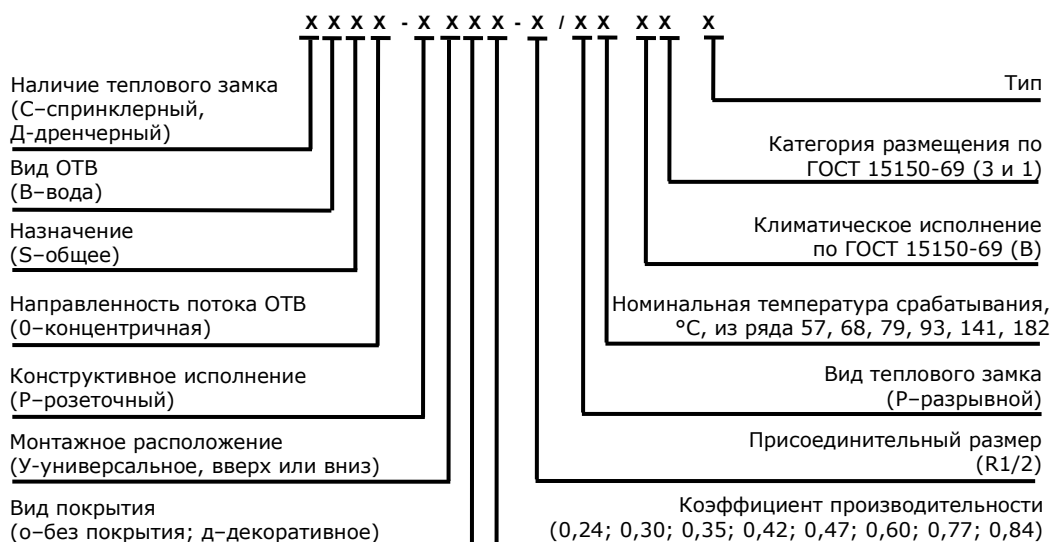 X X X X - X X X X - X / X X X X X
Наличие теплового замка
(С–спринклерный,
Д-дренчерный)
Вид ОТВ
(В–вода)
Назначение
(S–общее)
Направленность потока ОТВ
(0–концентричная)
Конструктивное исполнение
(Р–розеточный)
Монтажное расположение
(У-универсальное, вверх или вниз)
Вид покрытия
(о–без покрытия; д–декоративное)
Тип
Категория размещения по
ГОСТ 15150-69 (3 и 1)
Климатическое исполнение
по ГОСТ 15150-69 (В)
Номинальная температура срабатывания,
°С, из ряда 57, 68, 79, 93, 141, 182
Вид теплового замка
(Р–разрывной)
Присоединительный размер
(R1/2)
Коэффициент производительности
(0,24; 0,30; 0,35; 0,42; 0,47; 0,60; 0,77; 0,84)